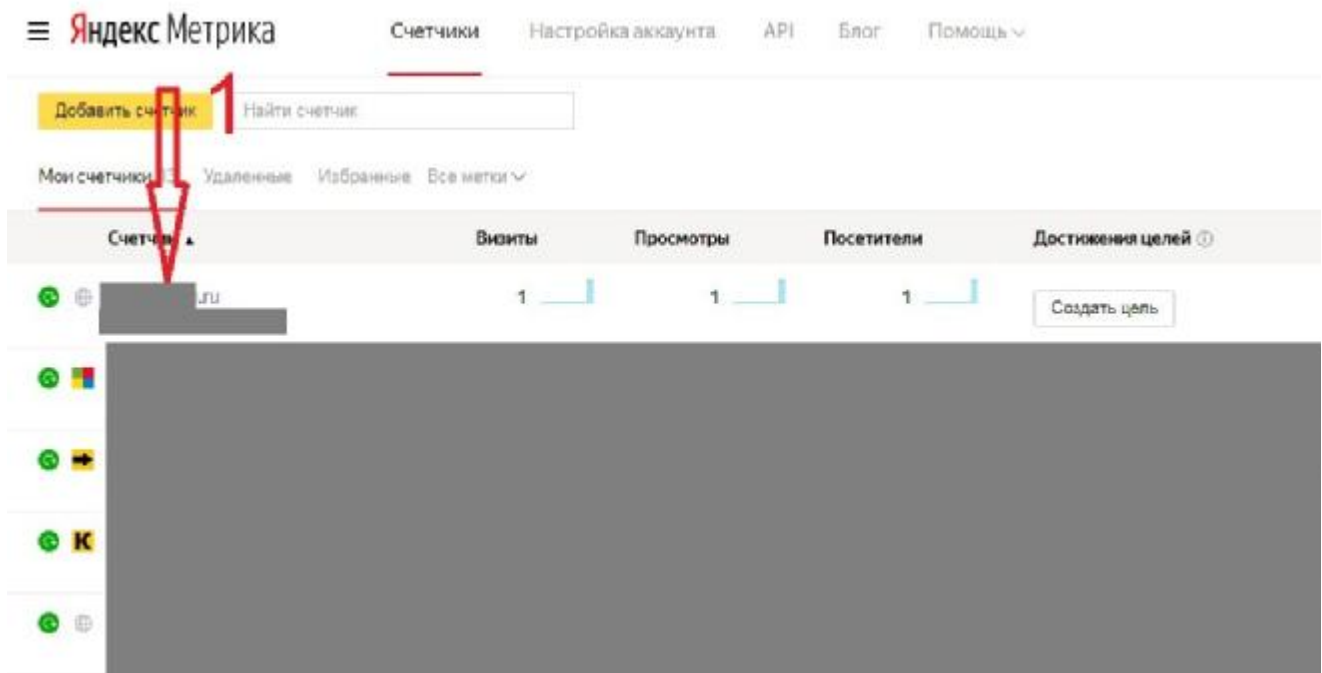 Яндекс Метрика Счетчики Настройка аккаунта API Блог Помощь
1
Добавить счетчик Найти счетчик
Мои счетчики Удаленные Избранные Все метки
Счетчик Визиты Просмотры Посетители Достижения целей
.ru 1 1 1 Создать цель
K